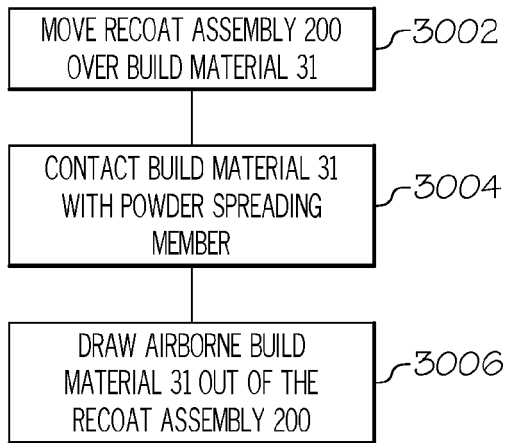 MOVE RECOAT ASSEMBLY 200
OVER BUILD MATERIAL 31
3002
CONTACT BUILD MATERIAL 31
WITH POWDER SPREADING
MEMBER
3004
DRAW AIRBORNE BUILD
MATERIAL 31 OUT OF THE
RECOAT ASSEMBLY 200
3006